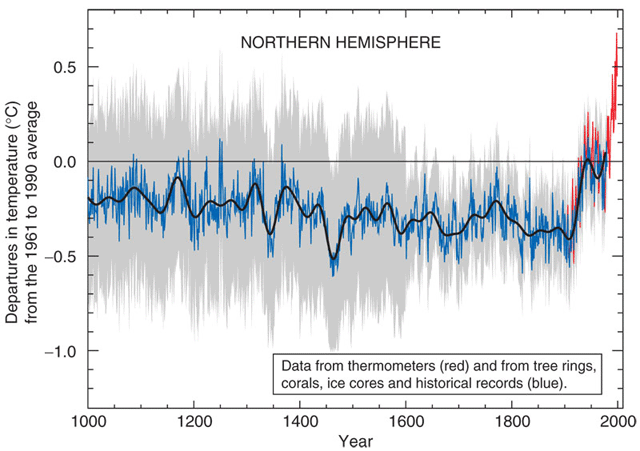 NORTHERN HEMISPHERE
Departures in temperature (°C)
from the 1961 to 1990 average
0.5
0.0
−0.5
−1.0
Data from thermometers (red) and from tree rings,
corals, ice cores and historical records (blue).
1000 1200 1400 1600 1800 2000
Year